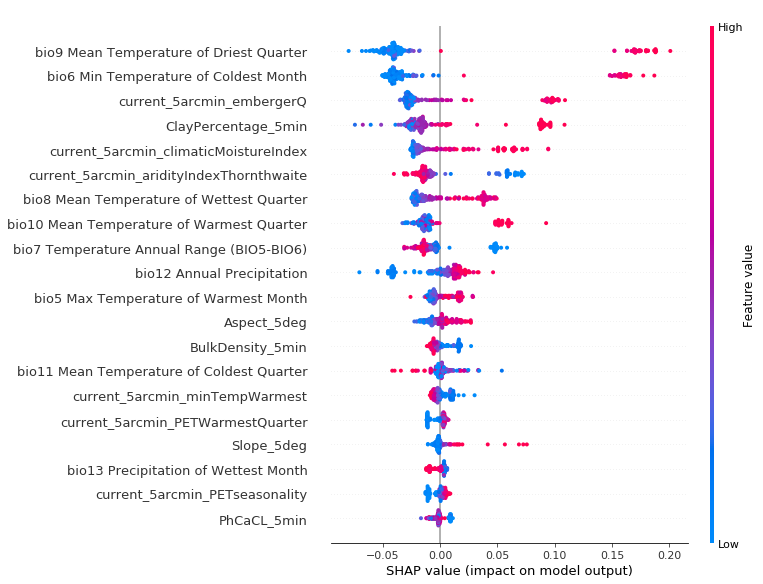 High
bio9 Mean Temperature of Driest Quarter
bio6 Min Temperature of Coldest Month
current_5arcmin_embergerQ
ClayPercentage_5min
current_5arcmin_climaticMoistureIndex
current_5arcmin_aridityIndexThornthwaite
bio8 Mean Temperature of Wettest Quarter
bio10 Mean Temperature of Warmest Quarter
bio7 Temperature Annual Range (BIO5-BIO6)
bio12 Annual Precipitation
bio5 Max Temperature of Warmest Month
Aspect_5deg
BulkDensity_5min
bio11 Mean Temperature of Coldest Quarter
current_5arcmin_minTempWarmest
current_5arcmin_PETWarmestQuarter
Slope_5deg
bio13 Precipitation of Wettest Month
current_5arcmin_PETseasonality
PhCaCL_5min
Feature value
Low
−0.05 0.00 0.05 0.10 0.15 0.20
SHAP value (impact on model output)